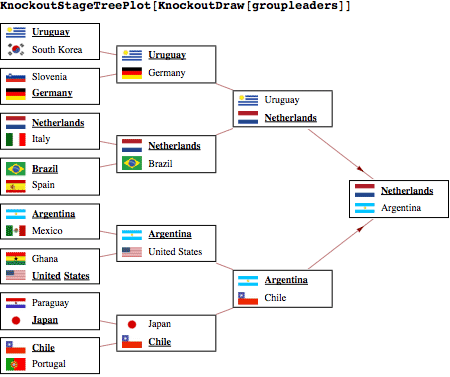 KnockoutStageTreePlot[KnockoutDraw[groupleaders]]
Uruguay
South Korea
Slovenia
Germany
Netherlands
Italy
Brazil
Spain
Argentina
Mexico
Ghana
United States
Paraguay
Japan
Chile
Portugal
Uruguay
Germany
Netherlands
Brazil
Argentina
United States
Japan
Chile
Uruguay
Netherlands
Argentina
Chile
Netherlands
Argentina